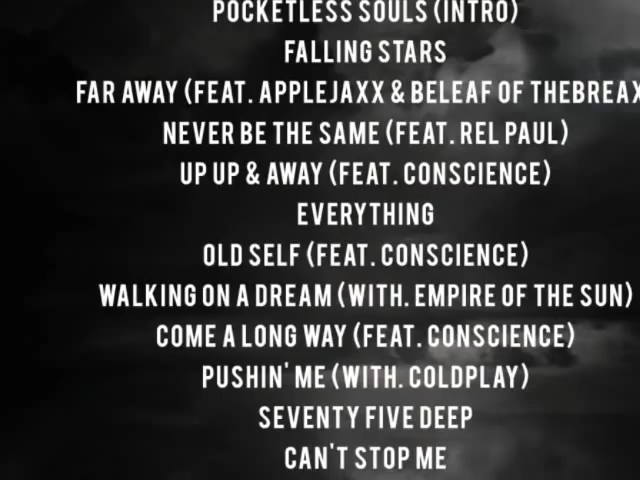 POCKETLESS SOULS (INTRO)
FALLING STARS
FAR AWAY (FEAT. APPLEJAXX & BELEAF OF THEBREAX
NEVER BE THE SAME (FEAT. REL PAUL)
UP UP & AWAY (FEAT. CONSCIENCE)
EVERYTHING
OLD SELF (FEAT. CONSCIENCE)
WALKING ON A DREAM (WITH. EMPIRE OF THE SUN)
COME A LONG WAY (FEAT. CONSCIENCE)
PUSHIN' ME (WITH. COLDPLAY)
SEVENTY FIVE DEEP
CAN'T STOP ME